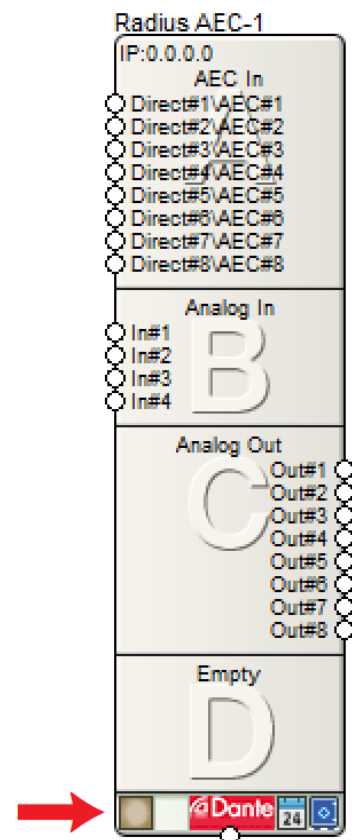 Radius AEC-1
IP:0.0.0.0
AEC In
A
Direct#1\AEC#1
Direct#2\AEC#2
Direct#3\AEC#3
Direct#4\AEC#4
Direct#5\AEC#5
Direct#6\AEC#6
Direct#7\AEC#7
Direct#8\AEC#8
Analog In
B
In#1
In#2
In#3
In#4
Analog Out
C
Out#1
Out#2
Out#3
Out#4
Out#5
Out#6
Out#7
Out#8
Empty
D
Dante 24